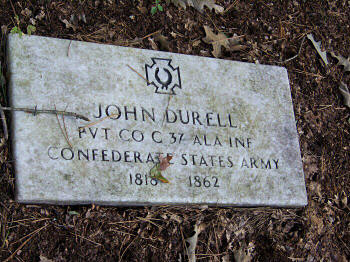 JOHN DURELL
PVT CO C 37 ALA INF
CONFEDERATE STATES ARMY
1818 1862